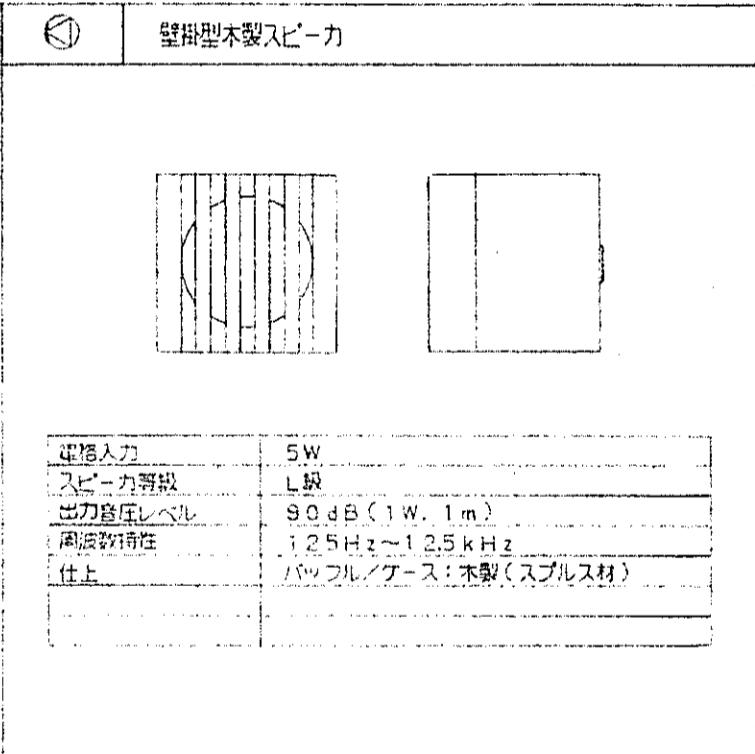 壁掛型木製スピーカ
定格入力 5W
スピーカ等級 L級
出力音圧レベル 90dB(1W,1m)
周波数特性 125Hz~12.5kHz
仕上 バッフル/ケース:木製(スプルス材)